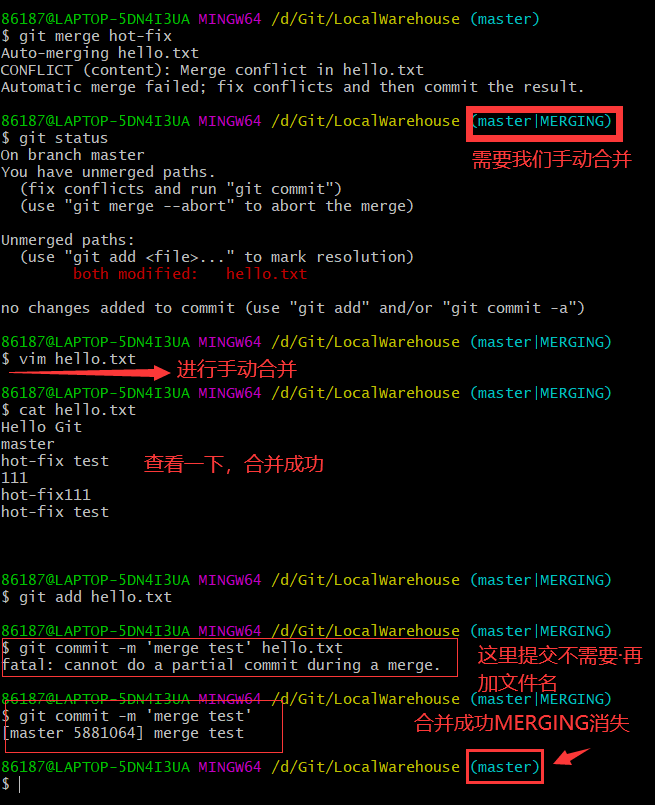 86187@LAPTOP-5DN4I3UA MINGW64 /d/Git/LocalWarehouse (master)
$ git merge hot-fix
Auto-merging hello.txt
CONFLICT (content): Merge conflict in hello.txt
Automatic merge failed; fix conflicts and then commit the result.
86187@LAPTOP-5DN4I3UA MINGW64 /d/Git/LocalWarehouse (master|MERGING)
$ git status
需要我们手动合并
On branch master
You have unmerged paths.
(fix conflicts and run "git commit")
(use "git merge --abort" to abort the merge)
Unmerged paths:
(use "git add <file>..." to mark resolution)
both modified:   hello.txt
no changes added to commit (use "git add" and/or "git commit -a")
86187@LAPTOP-5DN4I3UA MINGW64 /d/Git/LocalWarehouse (master|MERGING)
$ vim hello.txt
进行手动合并
86187@LAPTOP-5DN4I3UA MINGW64 /d/Git/LocalWarehouse (master|MERGING)
$ cat hello.txt
Hello Git
master
hot-fix test
查看一下，合并成功
111
hot-fix111
hot-fix test
86187@LAPTOP-5DN4I3UA MINGW64 /d/Git/LocalWarehouse (master|MERGING)
$ git add hello.txt
86187@LAPTOP-5DN4I3UA MINGW64 /d/Git/LocalWarehouse (master|MERGING)
$ git commit -m 'merge test' hello.txt
fatal: cannot do a partial commit during a merge.
这里提交不需要·再
加文件名
86187@LAPTOP-5DN4I3UA MINGW64 /d/Git/LocalWarehouse (master|MERGING)
$ git commit -m 'merge test'
[master 5881064] merge test
合并成功MERGING消失
86187@LAPTOP-5DN4I3UA MINGW64 /d/Git/LocalWarehouse (master)
$